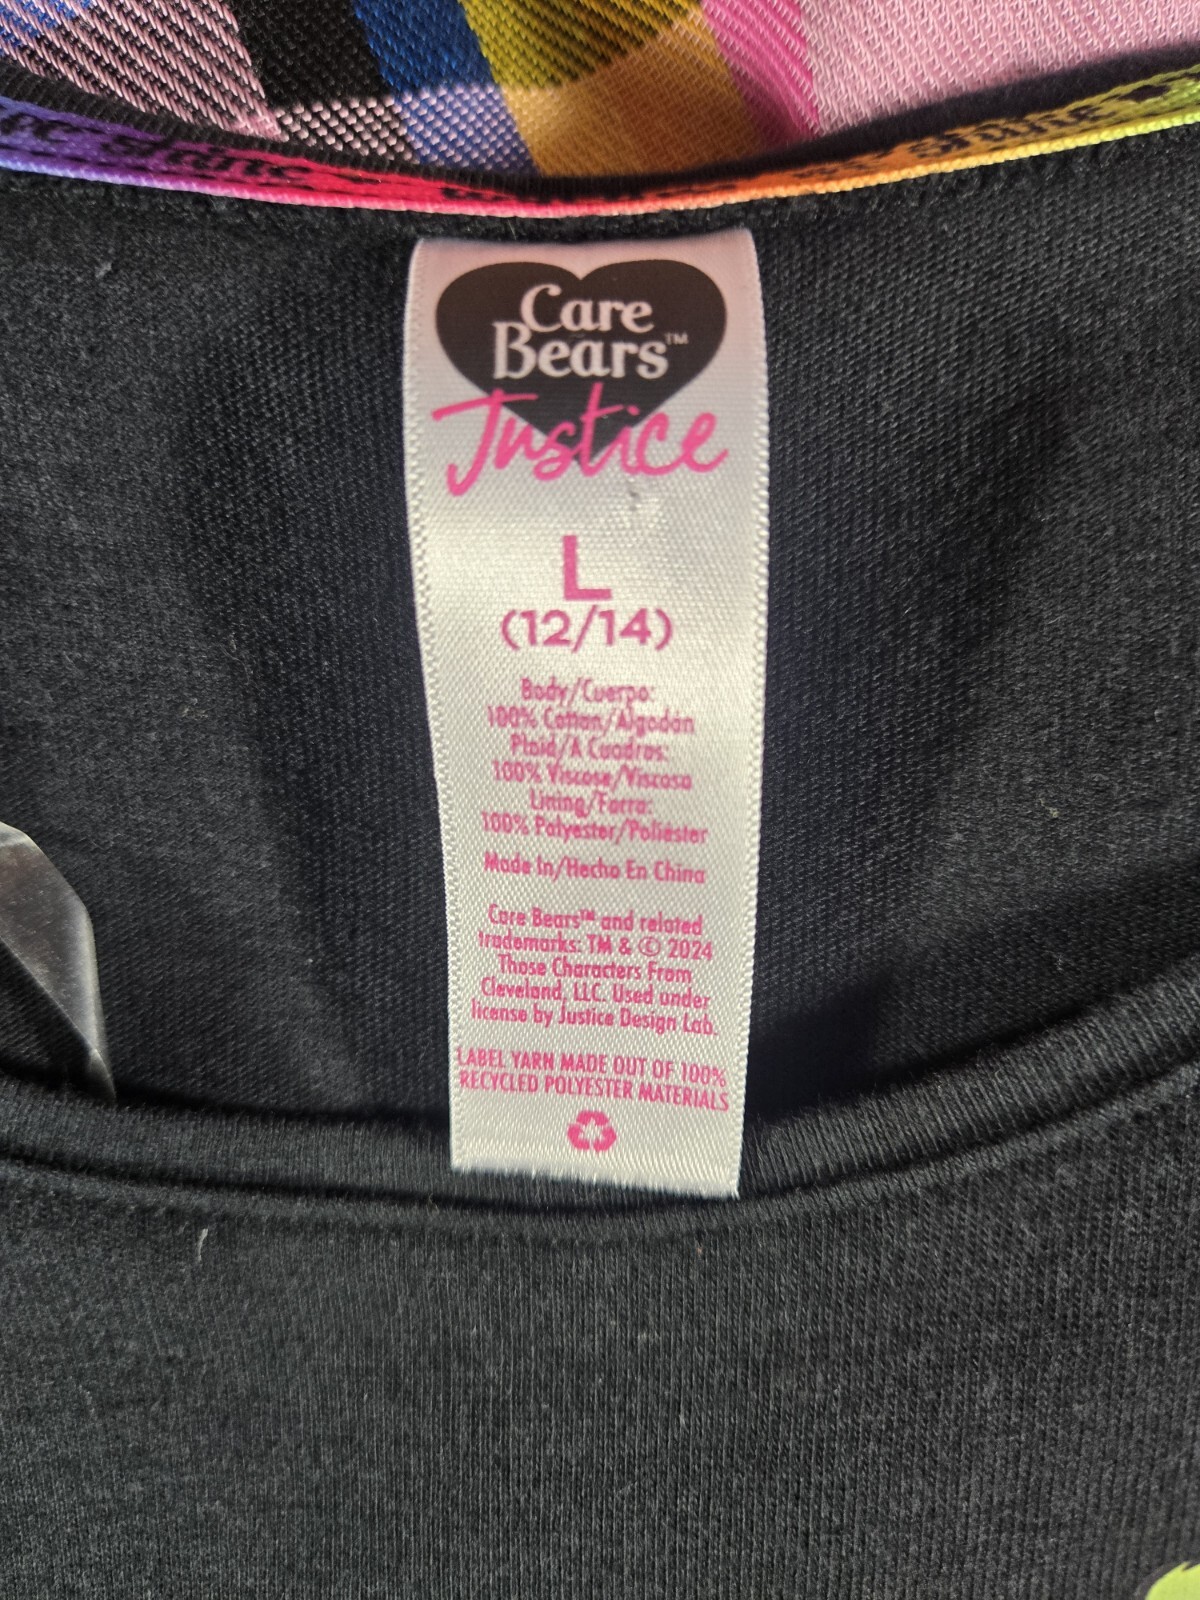 Care
Bears™
Justice
L
(12/14)
Body/Cuerpo:
100% Cotton/Algodón
Plaid/A Cuadros:
100% Viscose/Viscosa
Lining/Forro:
100% Polyester/Poliéster
Made In/Hecho En China
Care Bears™ and related
trademarks: TM & © 2024
Those Characters From
Cleveland, LLC. Used under
license by Justice Design Lab.
LABEL YARN MADE OUT OF 100%
RECYCLED POLYESTER MATERIALS